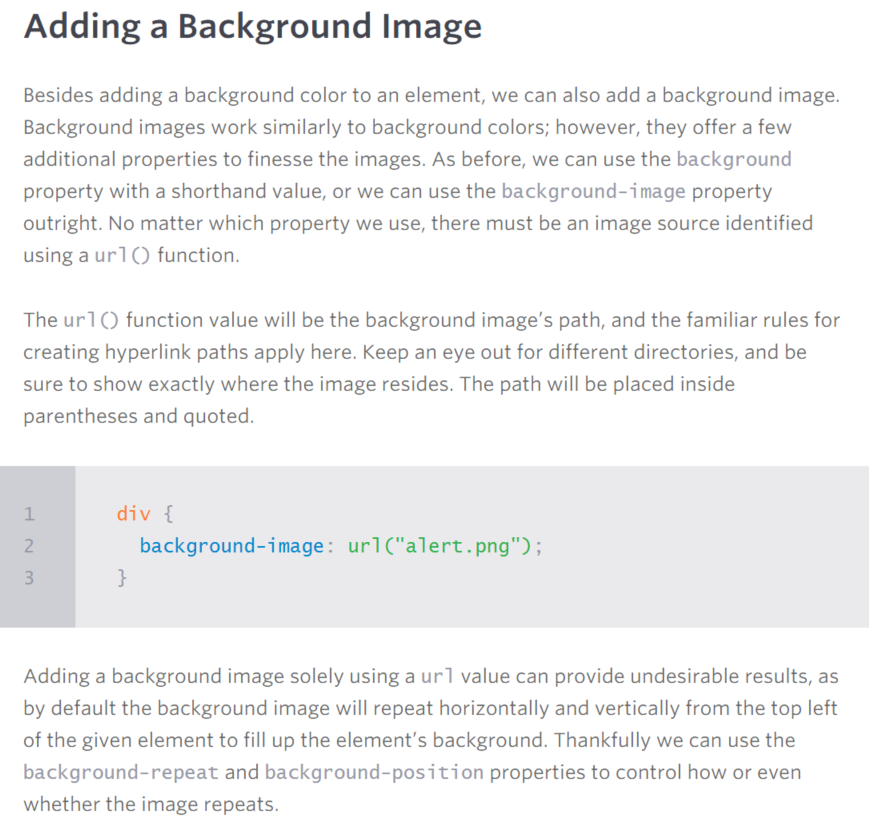 Adding a Background Image
Besides adding a background color to an element, we can also add a background image.
Background images work similarly to background colors; however, they offer a few
additional properties to finesse the images. As before, we can use the background
property with a shorthand value, or we can use the background-image property
outright. No matter which property we use, there must be an image source identified
using a url() function.
The url() function value will be the background image’s path, and the familiar rules for
creating hyperlink paths apply here. Keep an eye out for different directories, and be
sure to show exactly where the image resides. The path will be placed inside
parentheses and quoted.
1 div {
2 background-image: url("alert.png");
3 }
Adding a background image solely using a url value can provide undesirable results, as
by default the background image will repeat horizontally and vertically from the top left
of the given element to fill up the element’s background. Thankfully we can use the
background-repeat and background-position properties to control how or even
whether the image repeats.